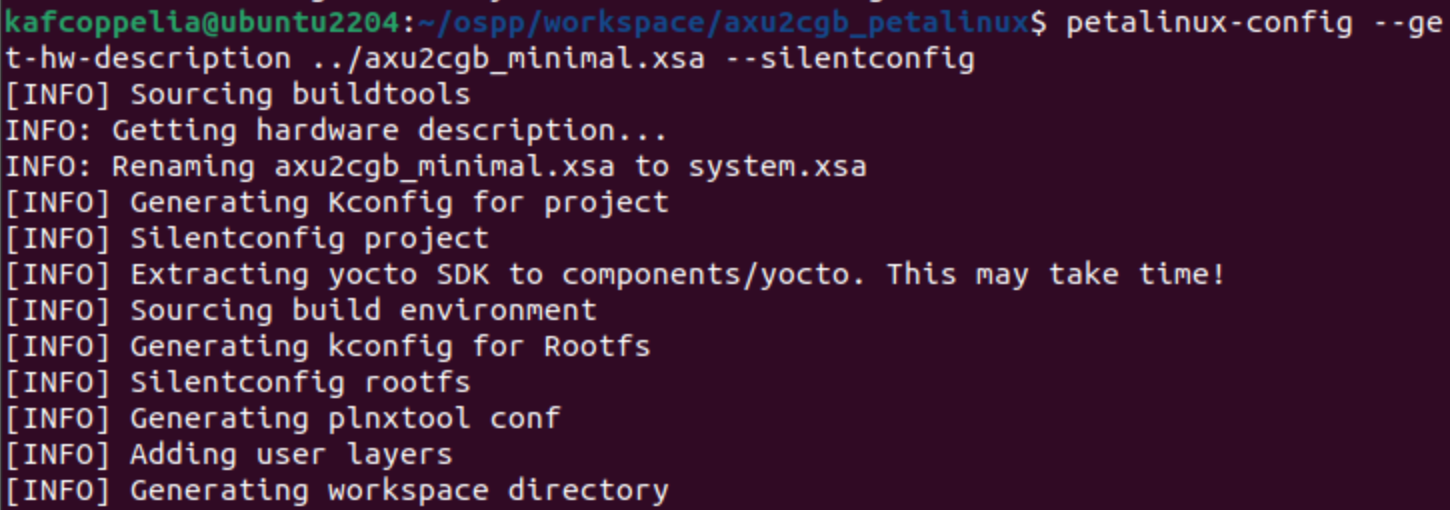 kafcoppelia@ubuntu2204:~/ospp/workspace/axu2cgb_petalinux$ petalinux-config --ge
t-hw-description ../axu2cgb_minimal.xsa --silentconfig
[INFO] Sourcing buildtools
INFO: Getting hardware description...
INFO: Renaming axu2cgb_minimal.xsa to system.xsa
[INFO] Generating Kconfig for project
[INFO] Silentconfig project
[INFO] Extracting yocto SDK to components/yocto. This may take time!
[INFO] Sourcing build environment
[INFO] Generating kconfig for Rootfs
[INFO] Silentconfig rootfs
[INFO] Generating plnxtool conf
[INFO] Adding user layers
[INFO] Generating workspace directory